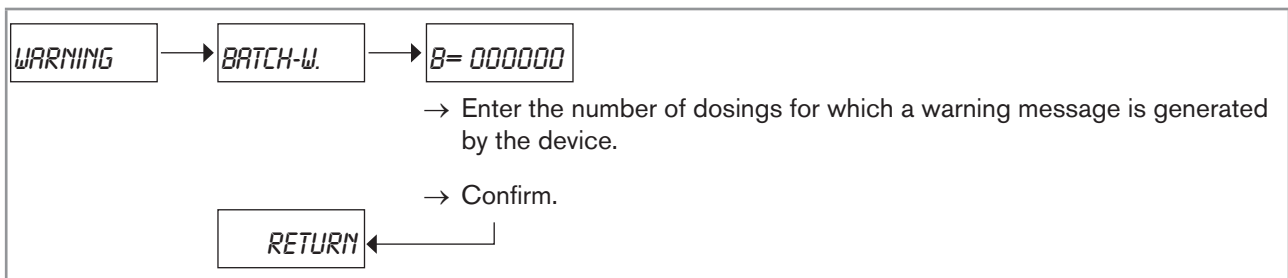 WARNING BATCH-W. B= 000000
→ Enter the number of dosings for which a warning message is generated
by the device.
→ Confirm.
RETURN